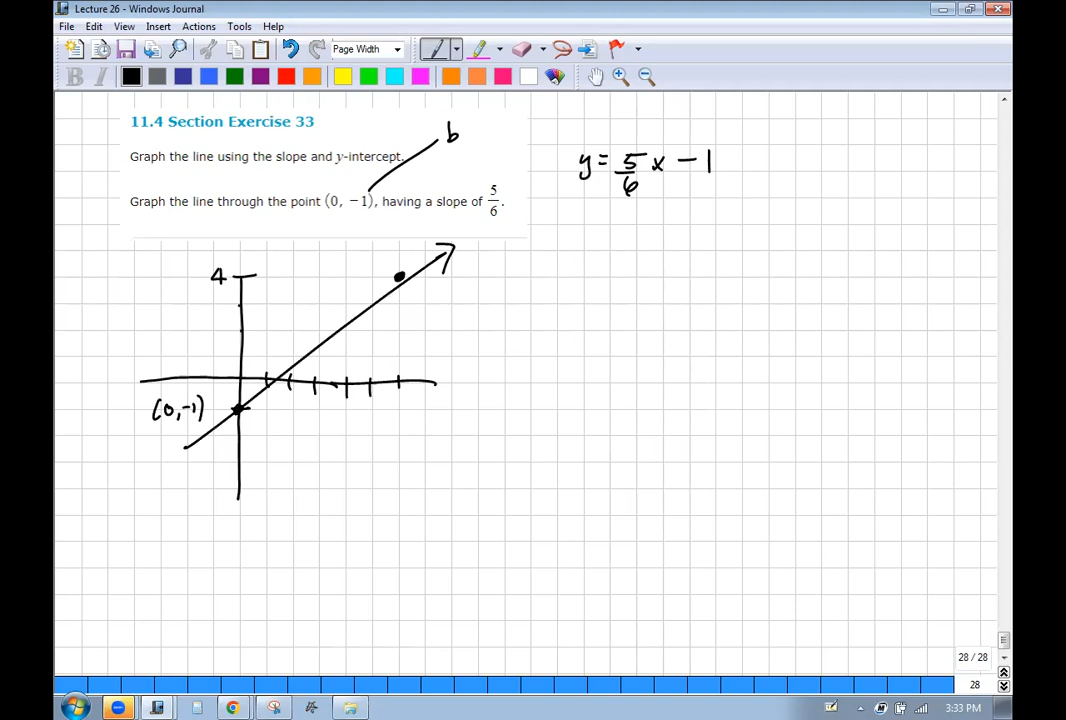 Lecture 26 - Windows Journal
File Edit View Insert Actions Tools Help
Page Width
B I
11.4 Section Exercise 33
b
Graph the line using the slope and y-intercept.
y = 5/6 x - 1
Graph the line through the point (0, −1), having a slope of 5/6.
4
(0,-1)
28 / 28
28
3:33 PM